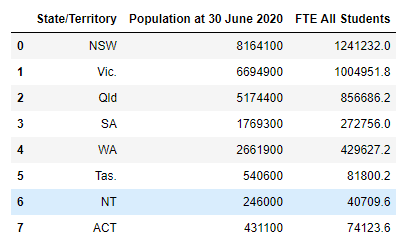 State/Territory Population at 30 June 2020 FTE All Students
0 NSW 8164100 1241232.0
1 Vic. 6694900 1004951.8
2 Qld 5174400 856686.2
3 SA 1769300 272756.0
4 WA 2661900 429627.2
5 Tas. 540600 81800.2
6 NT 246000 40709.6
7 ACT 431100 74123.6